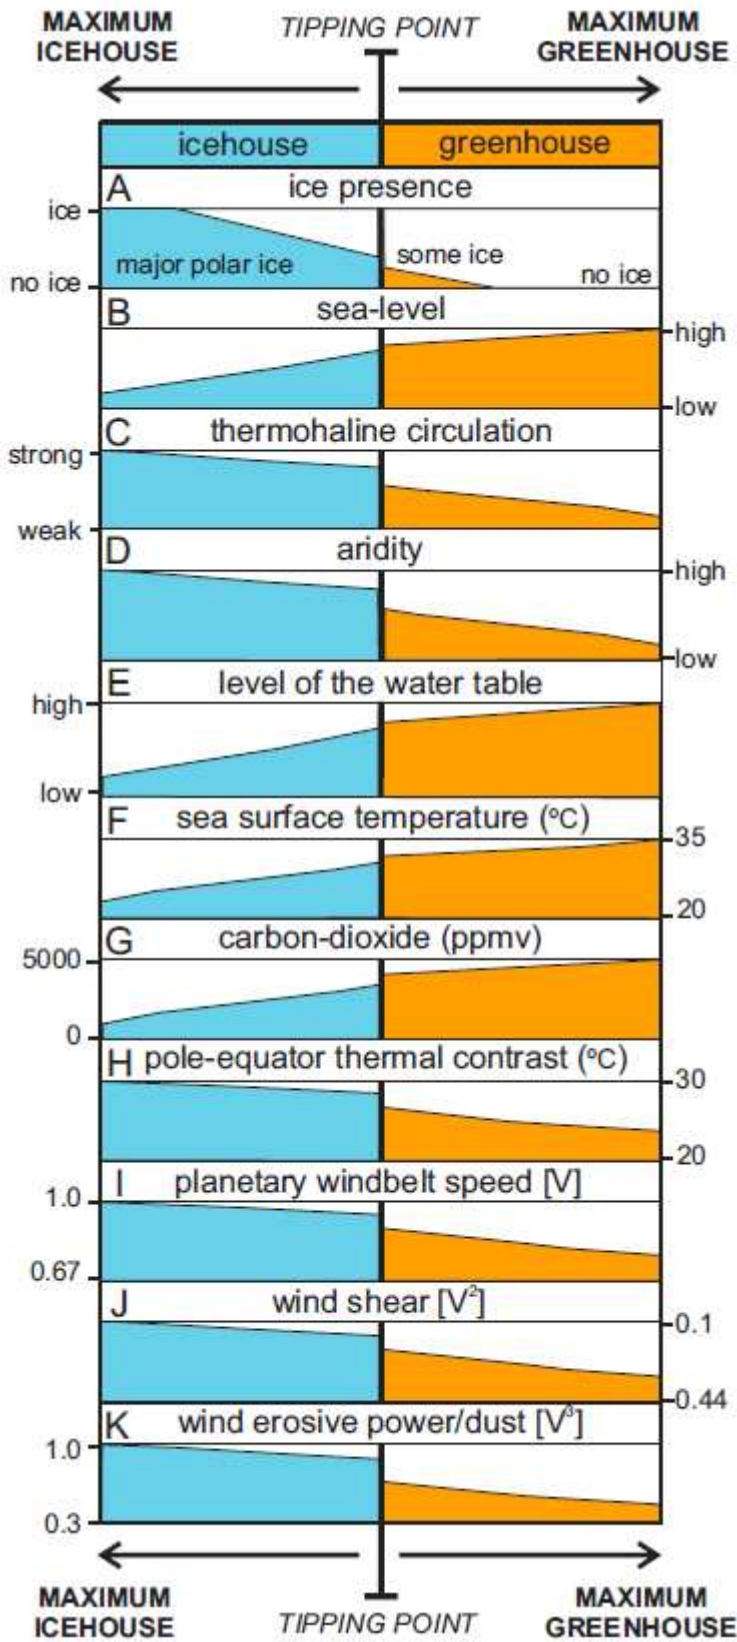 MAXIMUM
ICEHOUSE
TIPPING POINT
MAXIMUM
GREENHOUSE
icehouse
greenhouse
A ice presence
ice
major polar ice
some ice
no ice
no ice
B sea-level
high
low
C thermohaline circulation
strong
weak
D aridity
high
low
E level of the water table
high
low
F sea surface temperature (ºC)
35
20
G carbon-dioxide (ppmv)
5000
0
H pole-equator thermal contrast (ºC)
30
20
I planetary windbelt speed [V]
1.0
0.67
J wind shear [V²]
0.1
0.44
K wind erosive power/dust [V³]
1.0
0.3
MAXIMUM
ICEHOUSE
TIPPING POINT
MAXIMUM
GREENHOUSE